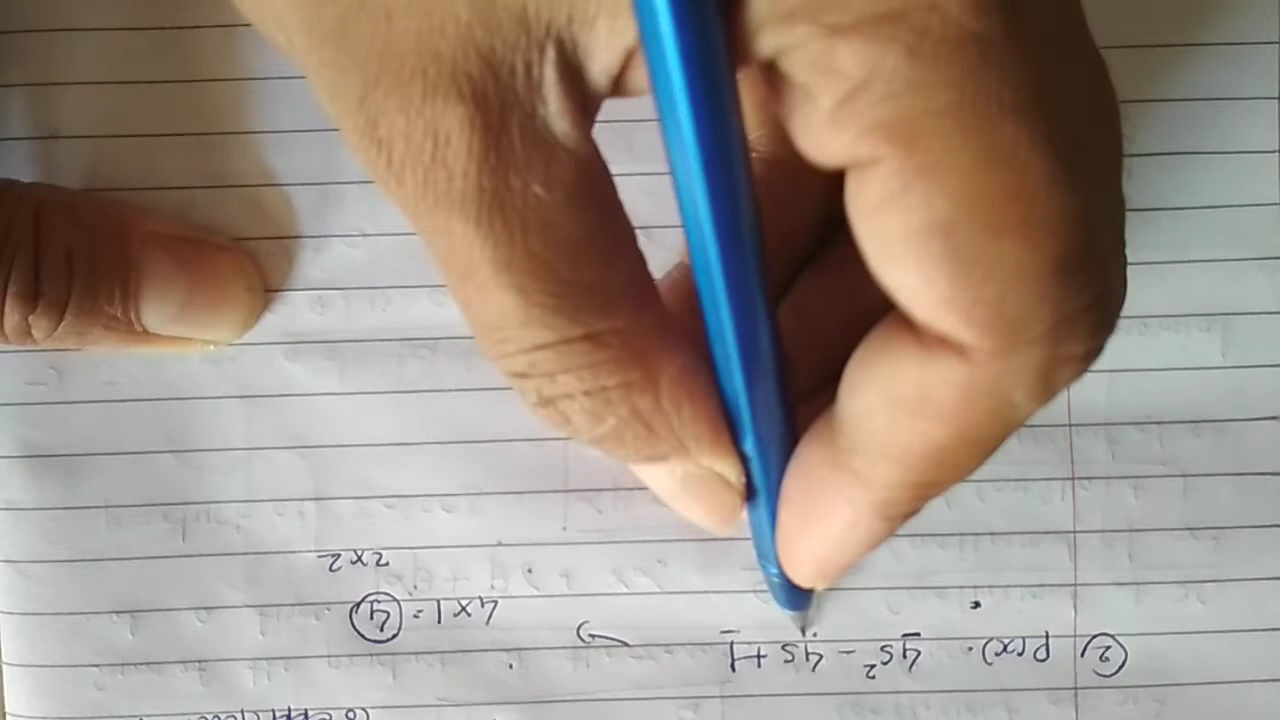 ② P(x) = 4s² - 4s + 1
4 x 1 = 4
2 x 2